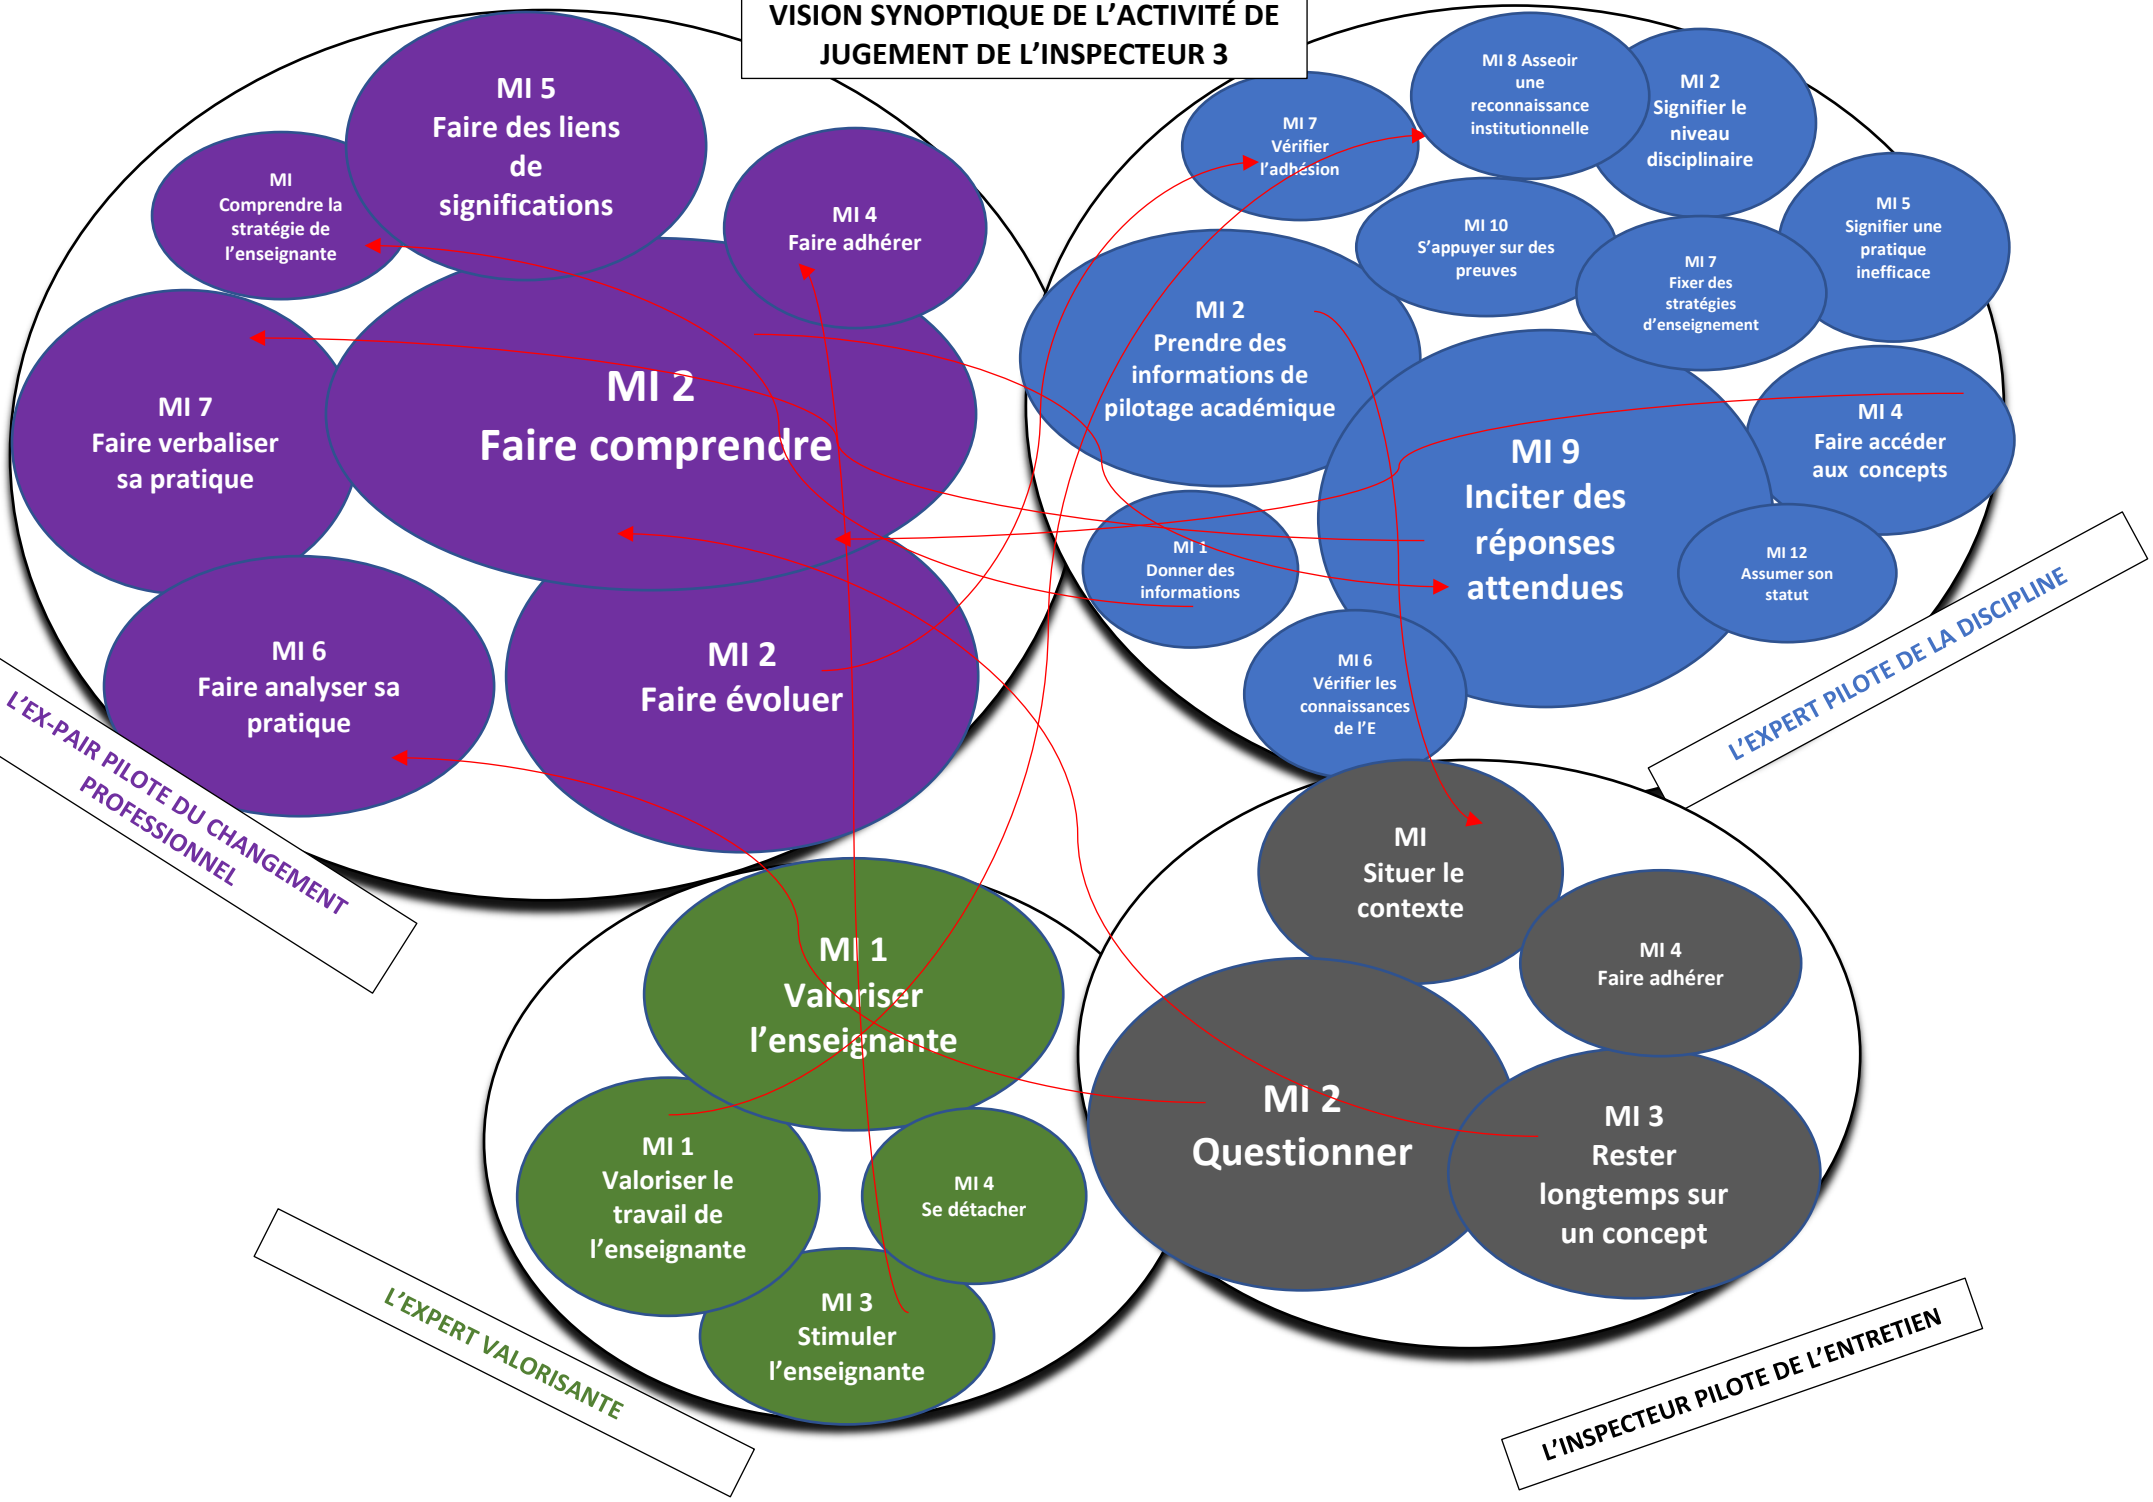 VISION SYNOPTIQUE DE L’ACTIVITÉ DE
JUGEMENT DE L’INSPECTEUR 3
MI 5
Faire des liens
de
significations
MI
Comprendre la
stratégie de
l’enseignante
MI 4
Faire adhérer
MI 2
Faire comprendre
MI 7
Faire verbaliser
sa pratique
MI 6
Faire analyser sa
pratique
MI 2
Faire évoluer
L’EX-PAIR PILOTE DU CHANGEMENT
PROFESSIONNEL
MI 8 Asseoir
une
reconnaissance
institutionnelle
MI 2
Signifier le
niveau
disciplinaire
MI 7
Vérifier
l’adhésion
MI 5
Signifier une
pratique
inefficace
MI 10
S’appuyer sur des
preuves
MI 7
Fixer des
stratégies
d’enseignement
MI 2
Prendre des
informations de
pilotage académique
MI 9
Inciter des
réponses
attendues
MI 4
Faire accéder
aux  concepts
MI 1
Donner des
informations
MI 12
Assumer son
statut
MI 6
Vérifier les
connaissances
de l’E
L’EXPERT PILOTE DE LA DISCIPLINE
MI 1
Valoriser
l’enseignante
MI 1
Valoriser le
travail de
l’enseignante
MI 4
Se détacher
MI 3
Stimuler
l’enseignante
L’EXPERT VALORISANTE
MI
Situer le
contexte
MI 4
Faire adhérer
MI 2
Questionner
MI 3
Rester
longtemps sur
un concept
L’INSPECTEUR PILOTE DE L’ENTRETIEN